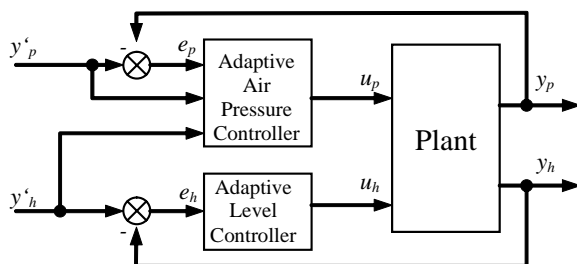 -
y‘p
ep
Adaptive
Air
Pressure
Controller
up
Plant
yp
y‘h
eh
Adaptive
Level
Controller
uh
yh
-